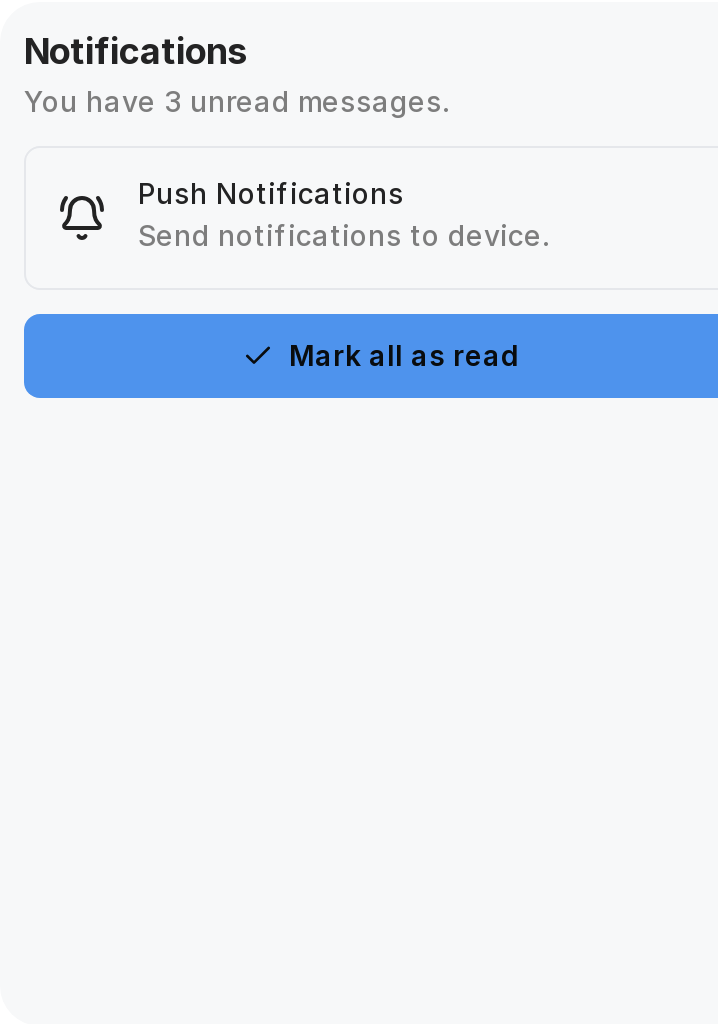 Notifications
You have 3 unread messages.
Push Notifications
Send notifications to device.
Mark all as read